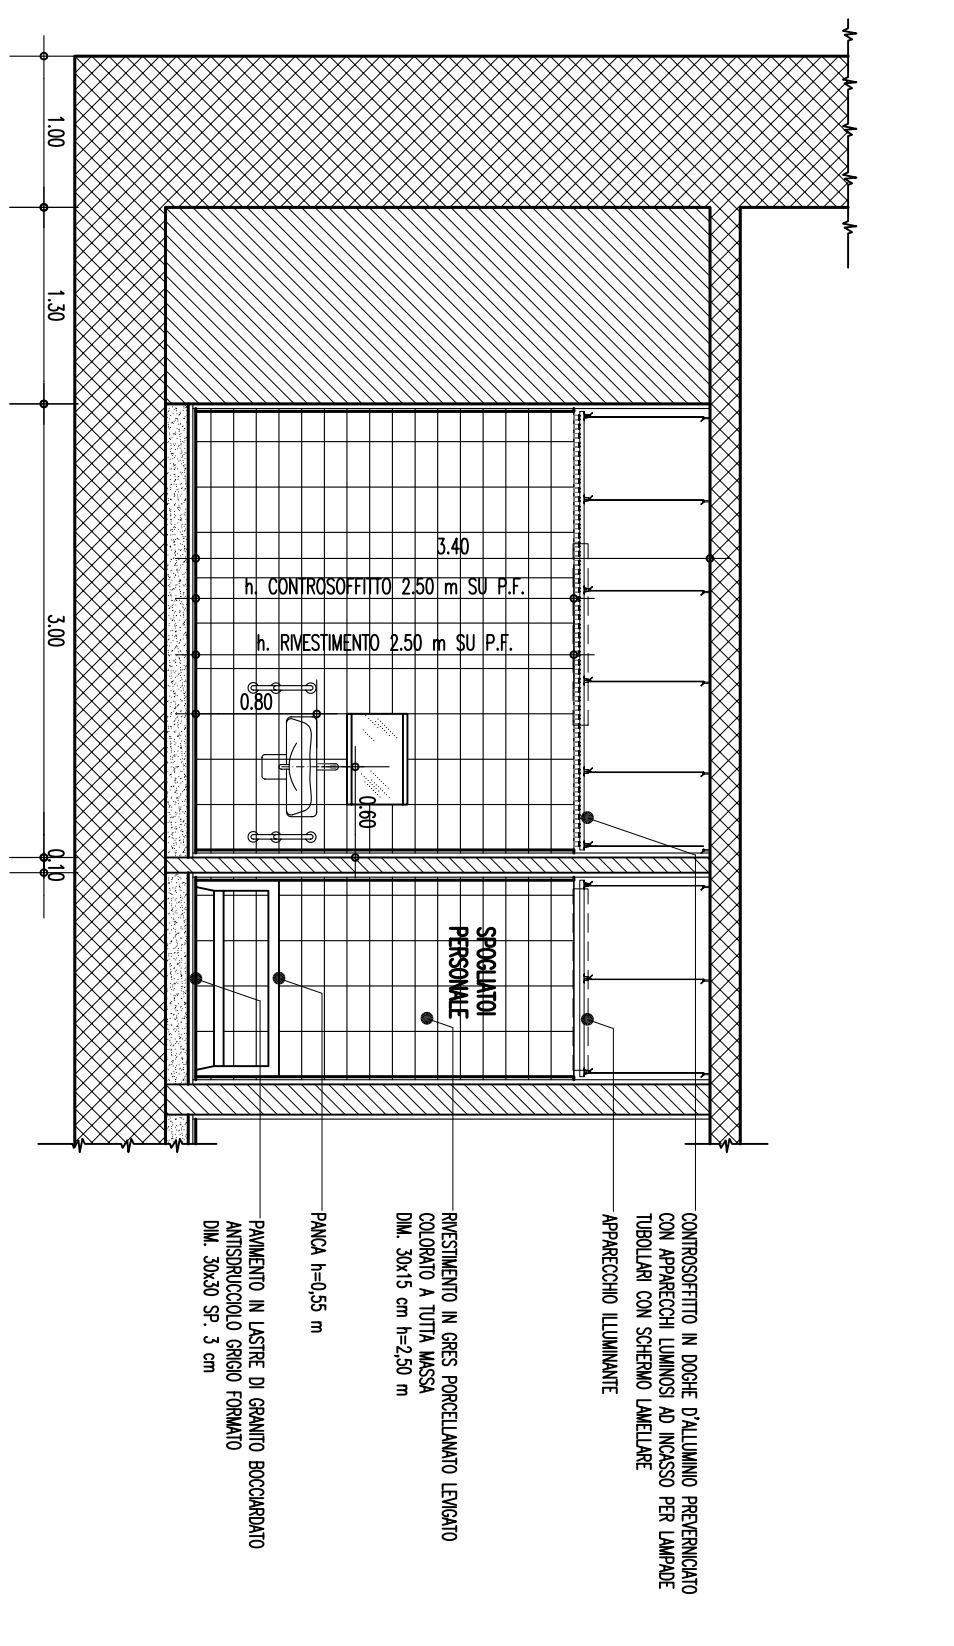 CONTROSOFFITTO IN DOGHE D'ALLUMINIO PREVERNICIATO
CON APPARECCHI LUMINOSI AD INCASSO PER LAMPADE
TUBOLLARI CON SCHERMO LAMELLARE
APPARECCHIO ILLUMINANTE
RIVESTIMENTO IN GRES PORCELLANATO LEVIGATO
COLORATO A TUTTA MASSA
DIM. 30x15 cm h=2,50 m
PANCA h=0,55 m
PAVIMENTO IN LASTRE DI GRANITO BOCCIARDATO
ANTISDRUCCIOLO GRIGIO FORMATO
DIM. 30x30 SP. 3 cm
SPOGLIATOI
PERSONALE
3.40
h. CONTROSOFFITTO 2.50 m SU P.F.
h. RIVESTIMENTO 2.50 m SU P.F.
0.80
0.60
1.00
1.30
3.00
0.10